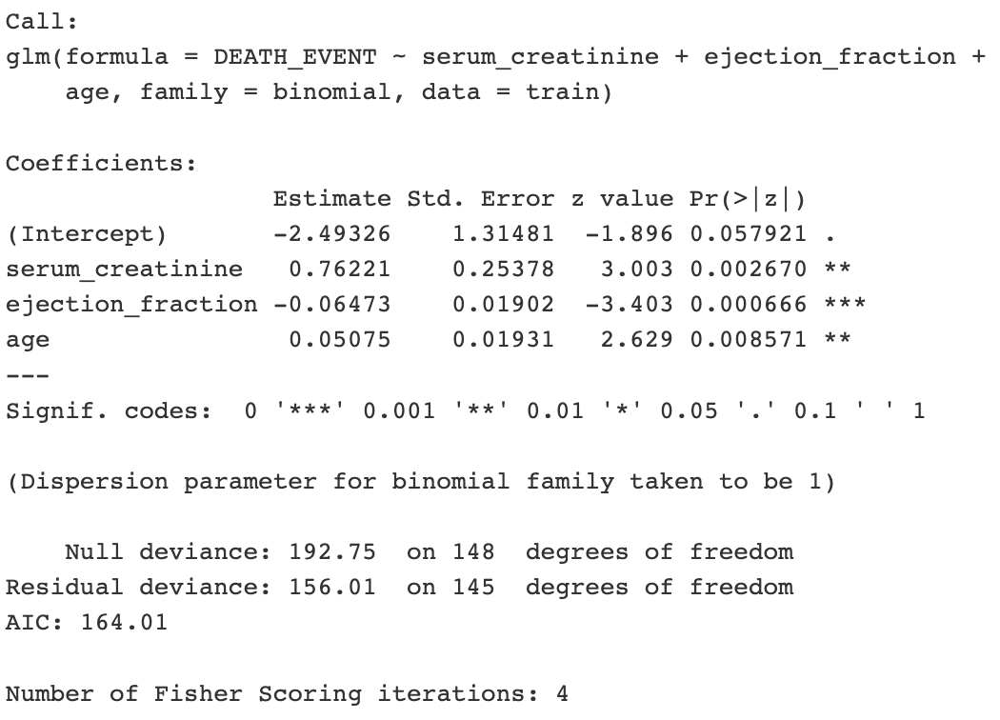 Call:
glm(formula = DEATH_EVENT ~ serum_creatinine + ejection_fraction +
    age, family = binomial, data = train)

Coefficients:
                  Estimate Std. Error z value Pr(>|z|)
(Intercept)       -2.49326    1.31481  -1.896 0.057921 .
serum_creatinine   0.76221    0.25378   3.003 0.002670 **
ejection_fraction -0.06473    0.01902  -3.403 0.000666 ***
age                0.05075    0.01931   2.629 0.008571 **
---
Signif. codes:  0 '***' 0.001 '**' 0.01 '*' 0.05 '.' 0.1 ' ' 1

(Dispersion parameter for binomial family taken to be 1)

    Null deviance: 192.75  on 148  degrees of freedom
Residual deviance: 156.01  on 145  degrees of freedom
AIC: 164.01

Number of Fisher Scoring iterations: 4